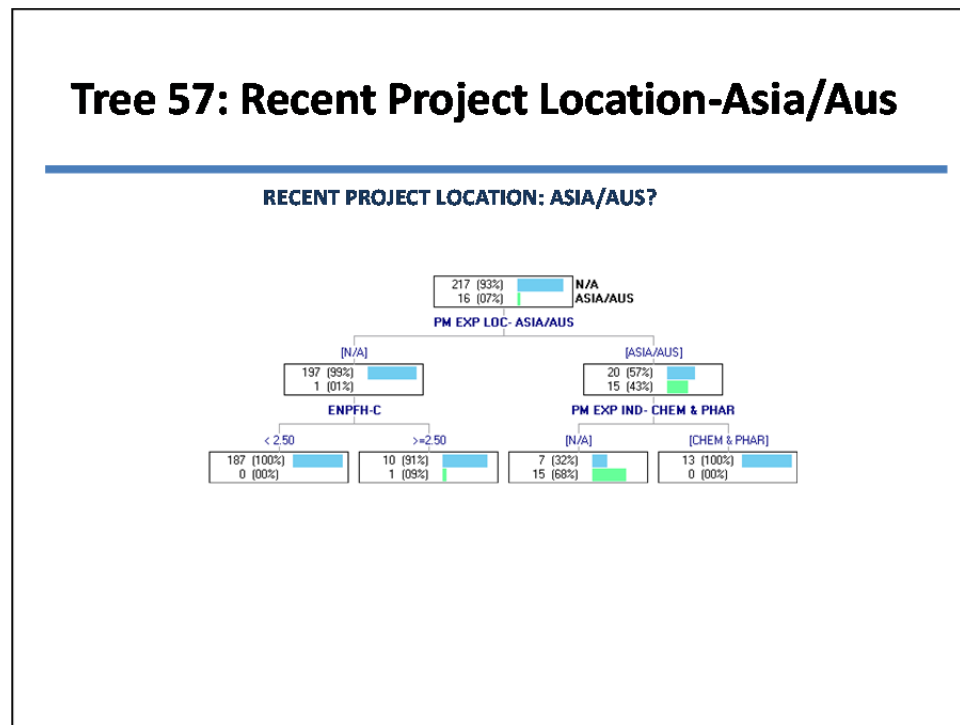 Tree 57: Recent Project Location-Asia/Aus
RECENT PROJECT LOCATION: ASIA/AUS?
217 (93%) N/A
16 (07%) ASIA/AUS
PM EXP LOC- ASIA/AUS
[N/A] [ASIA/AUS]
197 (99%) 20 (57%)
1 (01%) 15 (43%)
ENPFH-C PM EXP IND- CHEM & PHAR
< 2.50 >=2.50 [N/A] [CHEM & PHAR]
187 (100%) 10 (91%) 7 (32%) 13 (100%)
0 (00%) 1 (09%) 15 (68%) 0 (00%)